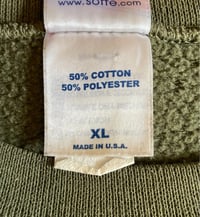 www.soffe.com
50% COTTON
50% POLYESTER
XL
MADE IN U.S.A.